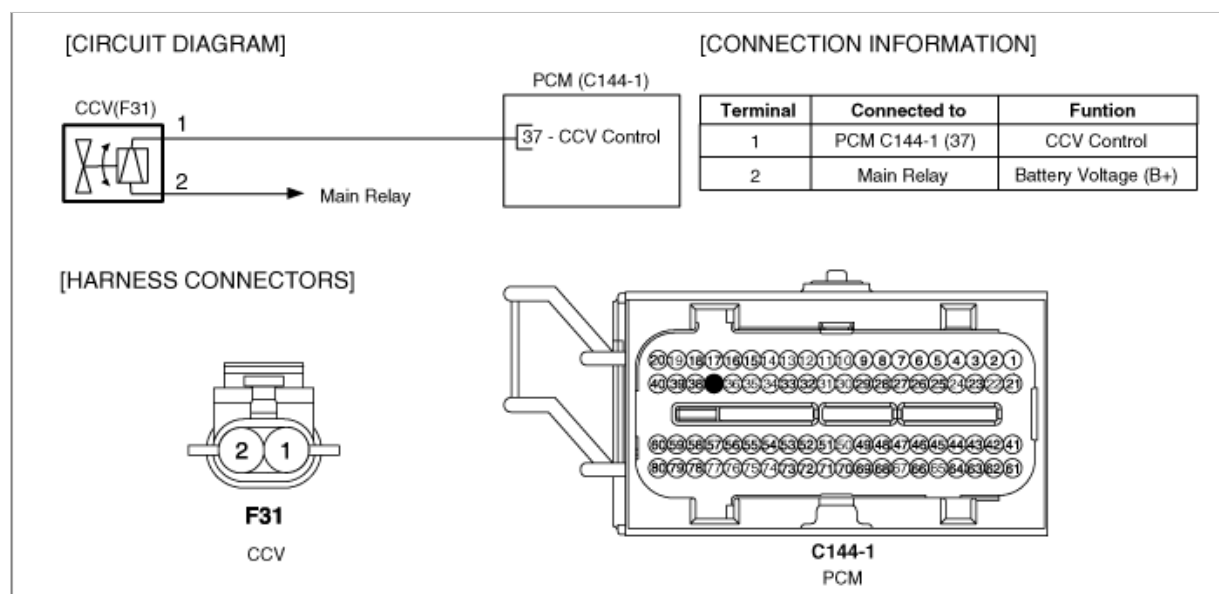 [CIRCUIT DIAGRAM]
[CONNECTION INFORMATION]
PCM (C144-1)
CCV(F31)
1
37 - CCV Control
2
Main Relay
Terminal Connected to Funtion
1 PCM C144-1 (37) CCV Control
2 Main Relay Battery Voltage (B+)
[HARNESS CONNECTORS]
20 19 18 17 16 15 14 13 12 11 10 9 8 7 6 5 4 3 2 1
40 39 38 36 35 34 33 32 31 30 29 28 27 26 25 24 23 22 21
60 59 58 57 56 55 54 53 52 51 50 49 48 47 46 45 44 43 42 41
80 79 78 77 76 75 74 73 72 71 70 69 68 67 66 65 64 63 62 61
2 1
F31
CCV
C144-1
PCM